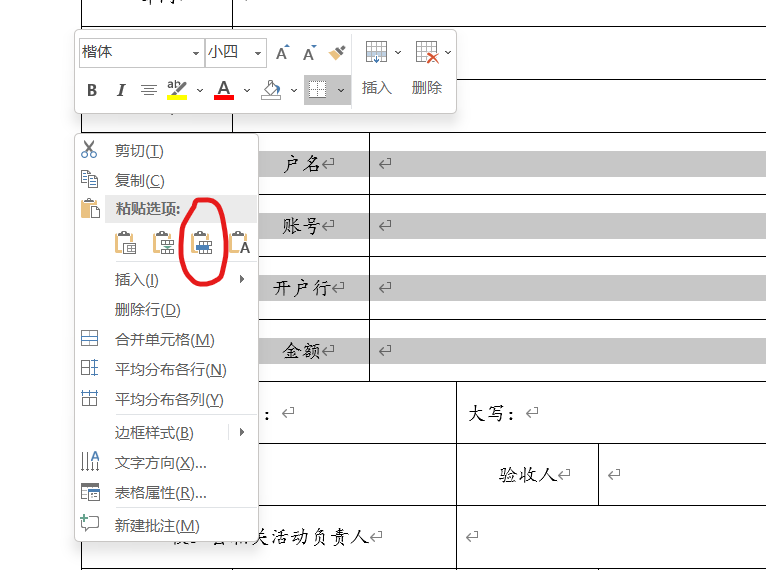 楷体 小四 A A
B I A 插入 删除
剪切(T)
复制(C)
粘贴选项:
A
插入(I)
删除行(D)
合并单元格(M)
平均分布各行(N)
平均分布各列(Y)
边框样式(B)
文字方向(X)...
表格属性(R)...
新建批注(M)
户名
账号
开户行
金额
： 大写：
验收人
关活动负责人